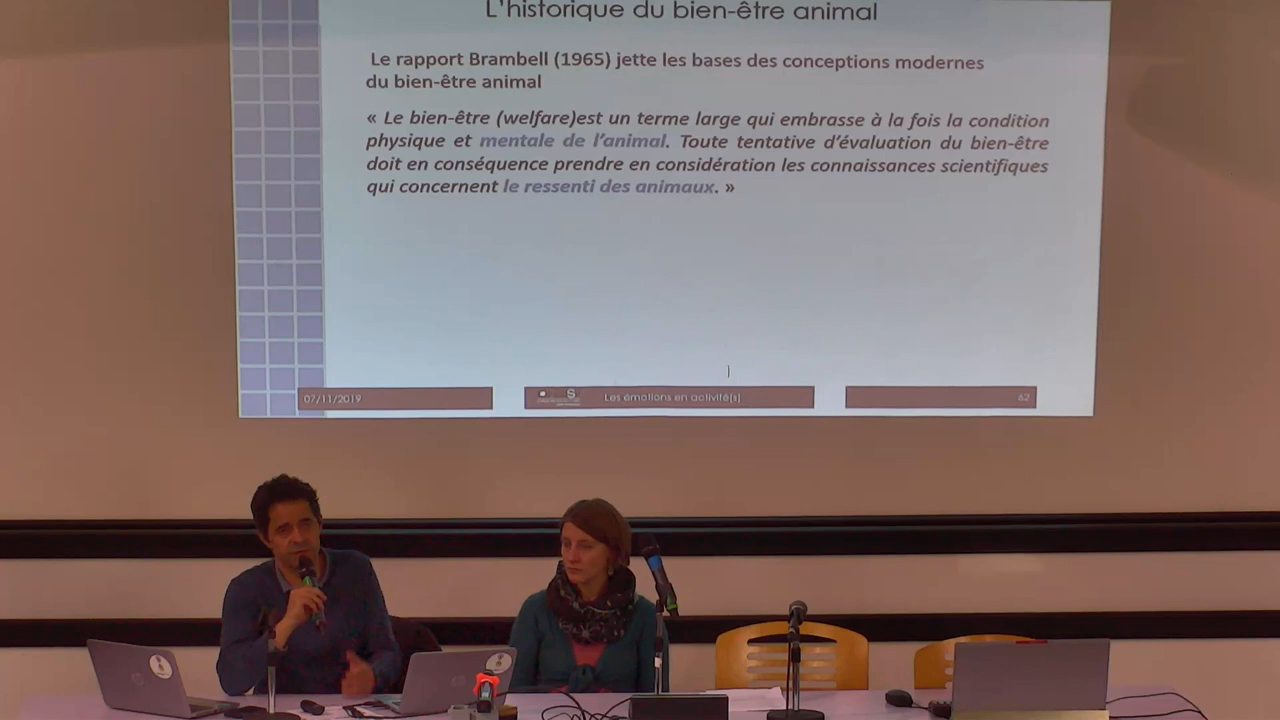 L'historique du bien-être animal
Le rapport Brambell (1965) jette les bases des conceptions modernes
du bien-être animal
« Le bien-être (welfare)est un terme large qui embrasse à la fois la condition
physique et mentale de l'animal. Toute tentative d'évaluation du bien-être
doit en conséquence prendre en considération les connaissances scientifiques
qui concernent le ressenti des animaux. »
07/11/2019
Les émotions en activité(s)
62